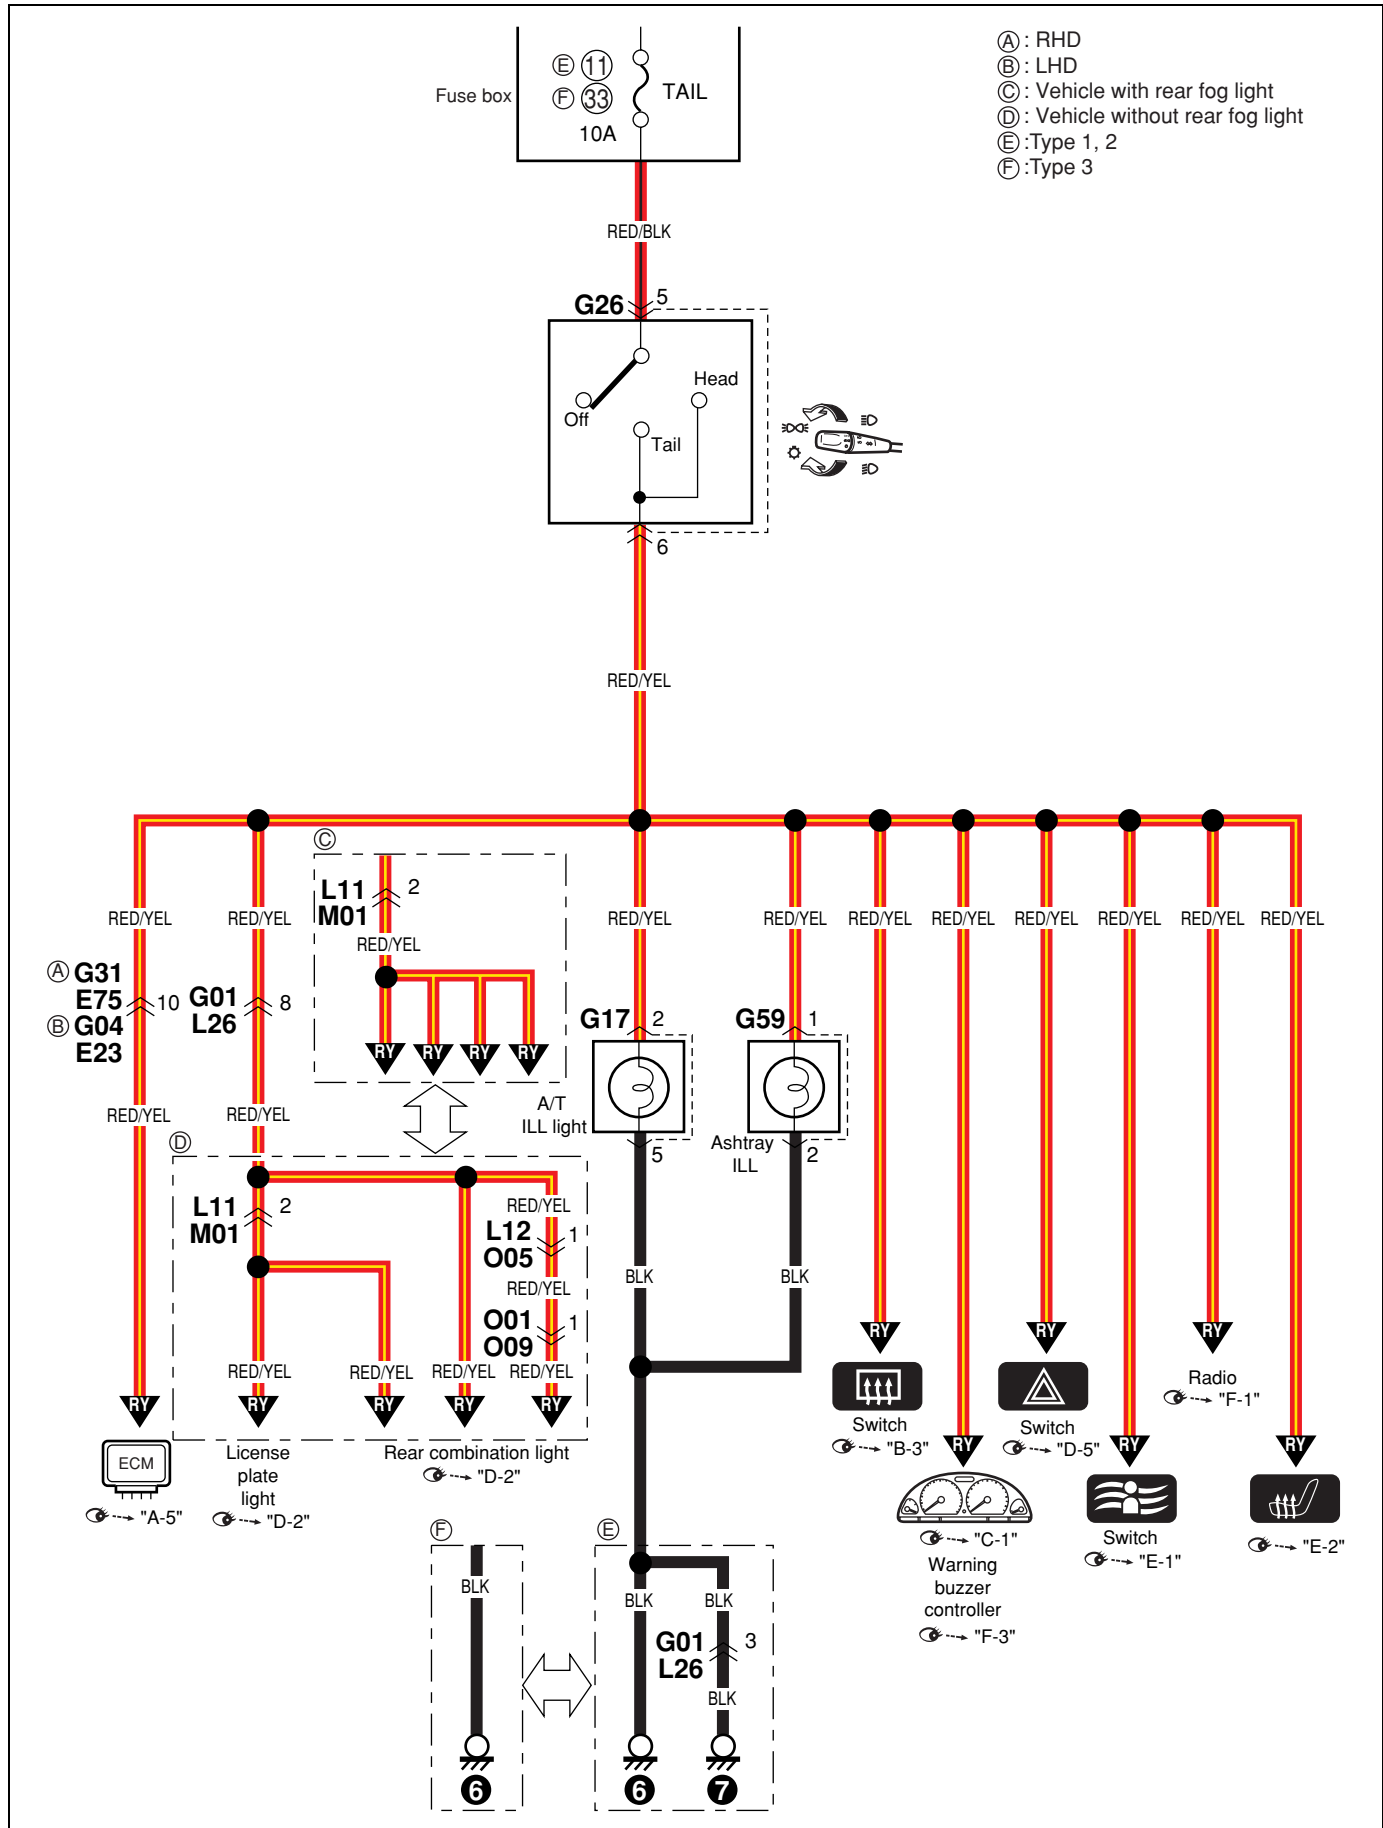 Ⓐ : RHD
Ⓑ : LHD
Ⓒ : Vehicle with rear fog light
Ⓓ : Vehicle without rear fog light
Ⓔ :Type 1, 2
Ⓕ :Type 3
Fuse box
Ⓔ 11
Ⓕ 33
10A
TAIL
RED/BLK
G26 5
Off
Tail
Head
6
RED/YEL
Ⓒ
L11 2
M01
RED/YEL
RY RY RY RY
RED/YEL RED/YEL RED/YEL RED/YEL RED/YEL RED/YEL RED/YEL RED/YEL RED/YEL RED/YEL
Ⓐ G31
E75 10
Ⓑ G04
E23
G01 8
L26
G17 2
G59 1
A/T
ILL light
5
Ashtray
ILL
2
RED/YEL RED/YEL
Ⓓ
L11 2
M01
RED/YEL
L12 1
O05
RED/YEL
O01 1
O09
RED/YEL RED/YEL RED/YEL RED/YEL
BLK BLK
RY RY RY RY RY
ECM
"A-5"
License
plate
light
"D-2"
Rear combination light
"D-2"
RY
Switch
"B-3"
RY
"C-1"
Warning
buzzer
controller
"F-3"
RY
Switch
"D-5"
RY
Switch
"E-1"
RY
Radio
"F-1"
RY
"E-2"
Ⓕ
BLK
6
Ⓔ
BLK BLK
G01 3
L26
BLK
6 7